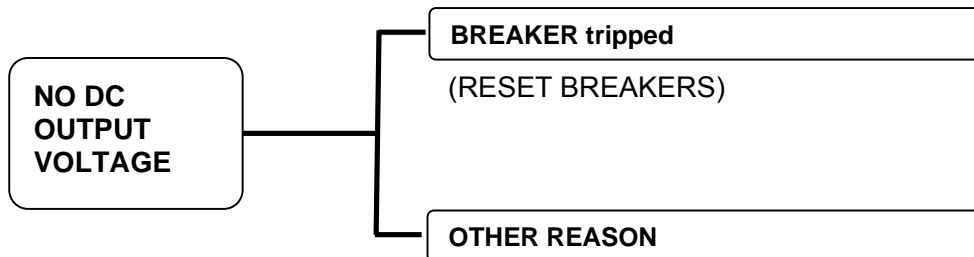 NO DC
OUTPUT
VOLTAGE
BREAKER tripped
(RESET BREAKERS)
OTHER REASON